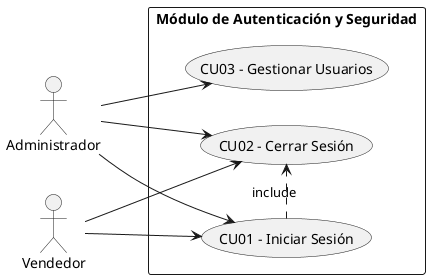 Módulo de Autenticación y Seguridad
CU03 - Gestionar Usuarios
Administrador
CU02 - Cerrar Sesión
include
Vendedor
CU01 - Iniciar Sesión